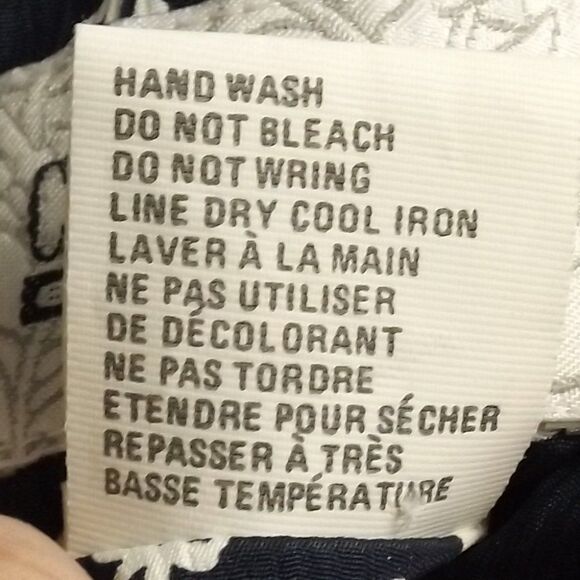 HAND WASH
DO NOT BLEACH
DO NOT WRING
LINE DRY COOL IRON
LAVER À LA MAIN
NE PAS UTILISER
DE DÉCOLORANT
NE PAS TORDRE
ETENDRE POUR SÉCHER
REPASSER À TRÈS
BASSE TEMPÉRATURE